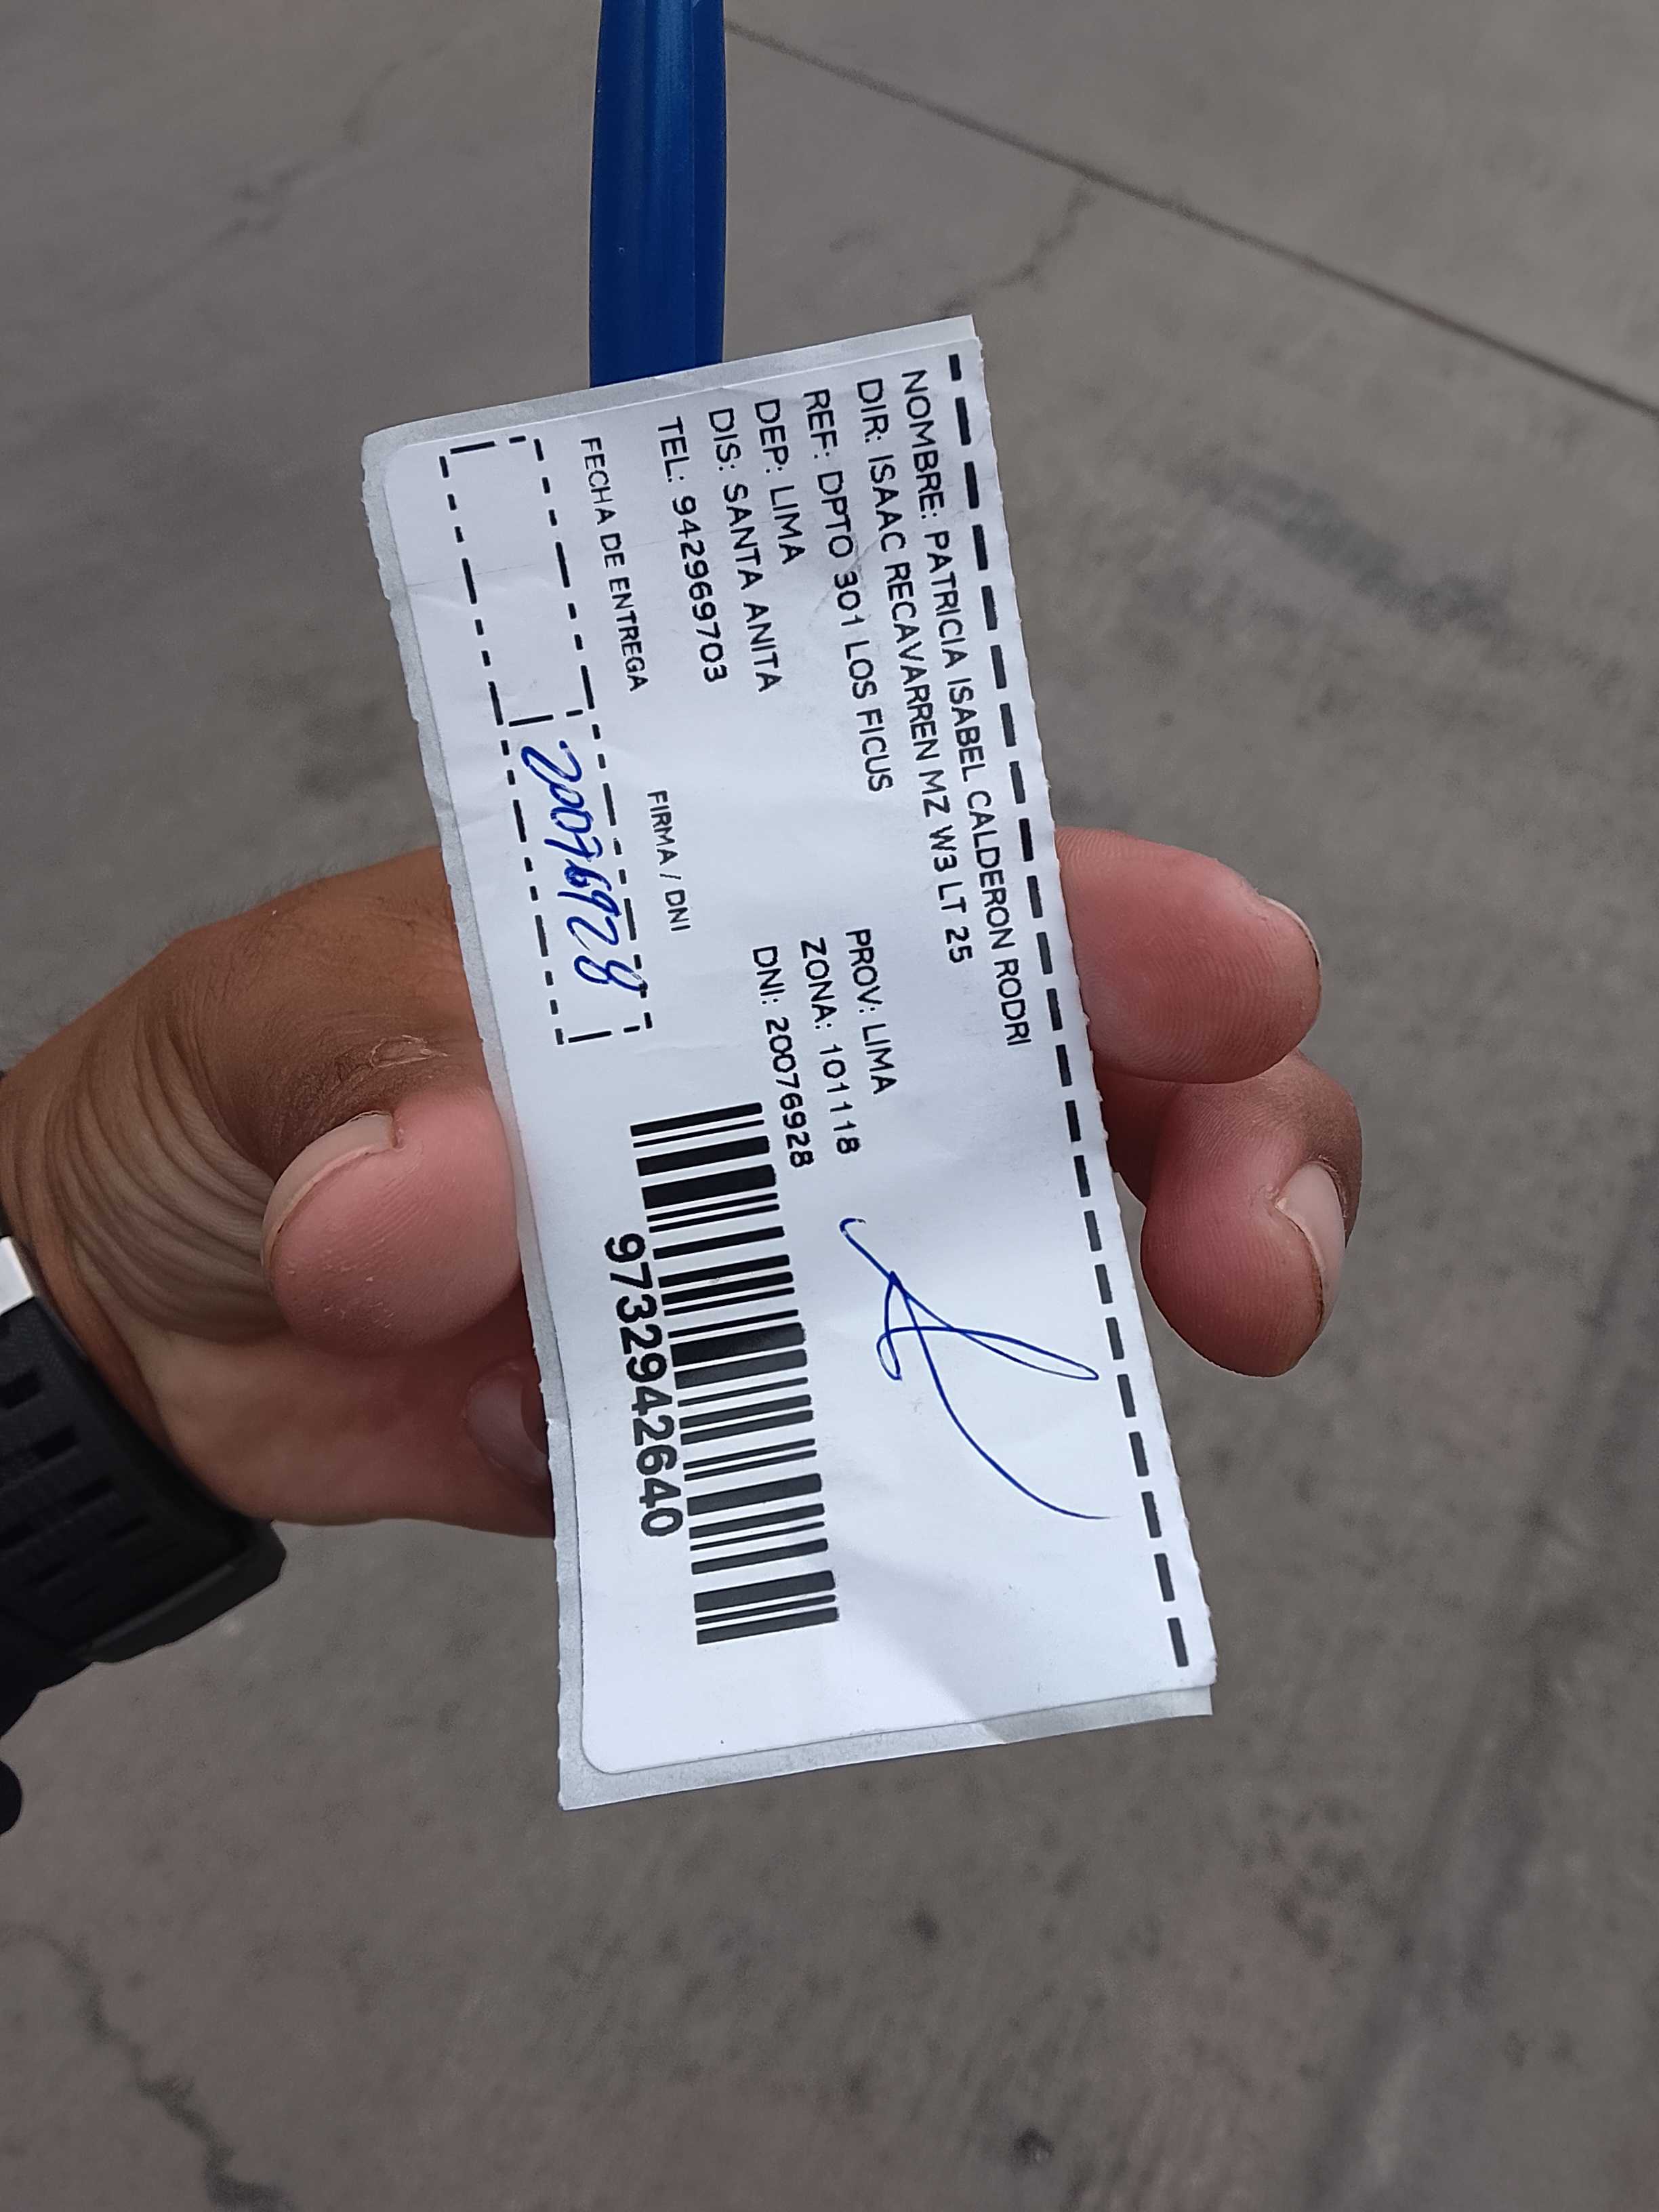 NOMBRE: PATRICIA ISABEL CALDERON RODRI
DIR: ISAAC RECAVARREN MZ W3 LT 25
REF: DPTO 301 LOS FICUS
DEP: LIMA PROV: LIMA
DIS: SANTA ANITA ZONA: 101118
TEL: 942969703 DNI: 20076928
FECHA DE ENTREGA FIRMA / DNI
20076928
973294942640